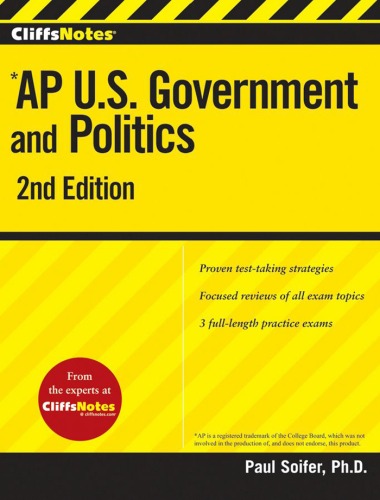 CliffsNotes®
*AP U.S. Government
and Politics
2nd Edition
Proven test-taking strategies
Focused reviews of all exam topics
3 full-length practice exams
From
the experts at
CliffsNotes
@ cliffsnotes.com
*AP is a registered trademark of the College Board, which was not
involved in the production of, and does not endorse, this product.
Paul Soifer, Ph.D.